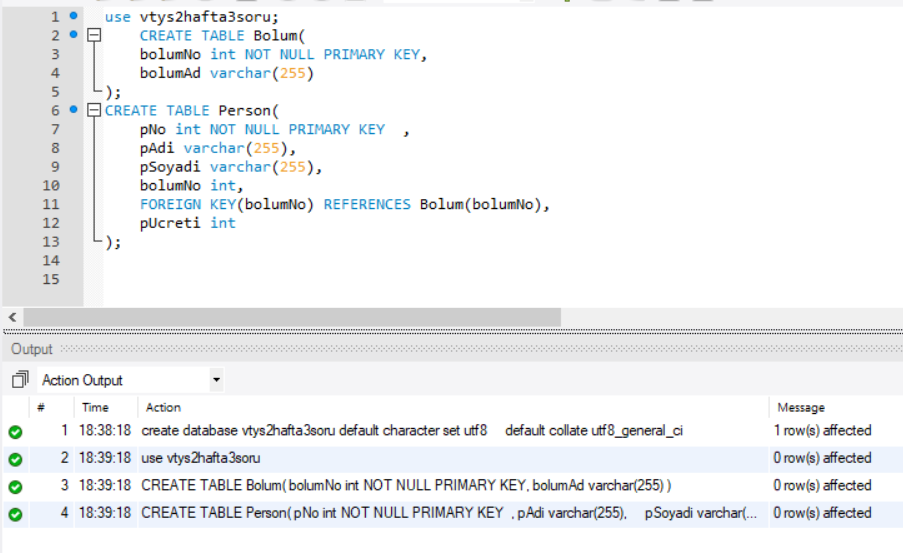 1 use vtys2hafta3soru;
2 CREATE TABLE Bolum(
3 bolumNo int NOT NULL PRIMARY KEY,
4 bolumAd varchar(255)
5 );
6 CREATE TABLE Person(
7 pNo int NOT NULL PRIMARY KEY  ,
8 pAdi varchar(255),
9 pSoyadi varchar(255),
10 bolumNo int,
11 FOREIGN KEY(bolumNo) REFERENCES Bolum(bolumNo),
12 pUcreti int
13 );
14
15
Output
Action Output
# Time Action Message
1 18:38:18 create database vtys2hafta3soru default character set utf8 default collate utf8_general_ci 1 row(s) affected
2 18:39:18 use vtys2hafta3soru 0 row(s) affected
3 18:39:18 CREATE TABLE Bolum( bolumNo int NOT NULL PRIMARY KEY, bolumAd varchar(255) ) 0 row(s) affected
4 18:39:18 CREATE TABLE Person( pNo int NOT NULL PRIMARY KEY , pAdi varchar(255), pSoyadi varchar(... 0 row(s) affected